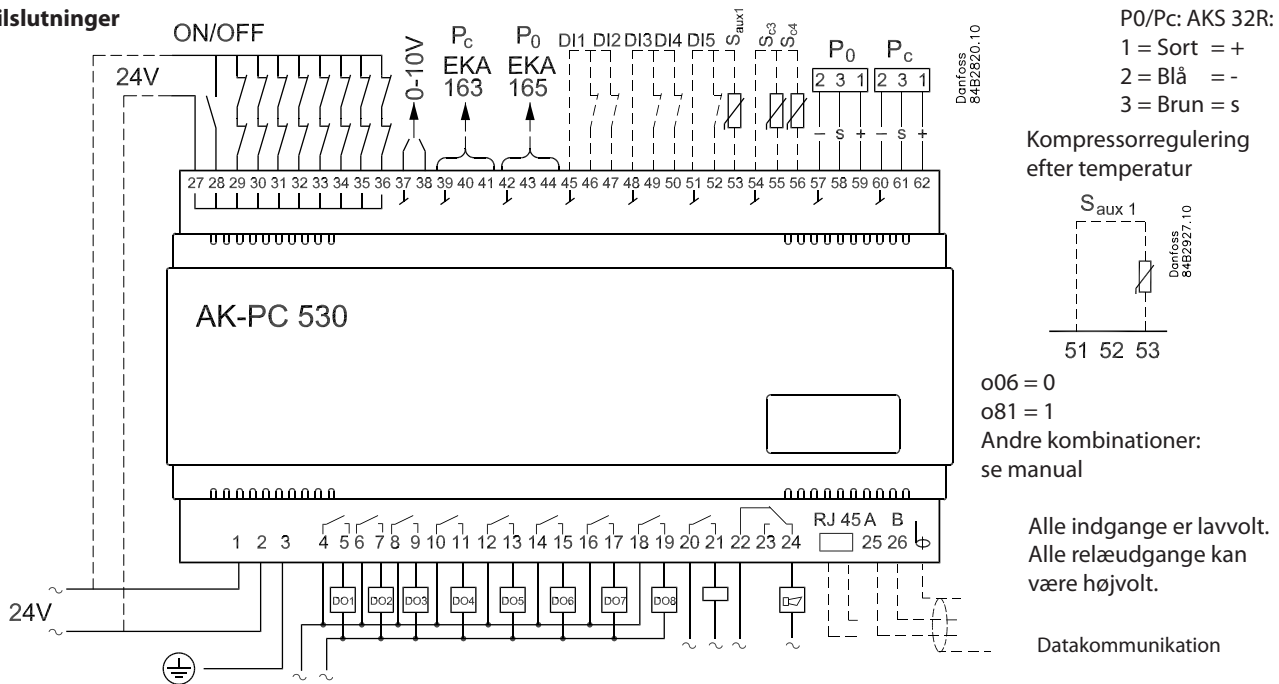 ilslutninger
ON/OFF
24V
0-10V
Pc
EKA
163
P0
EKA
165
DI1 DI2 DI3 DI4 DI5 Saux1 Sc3 Sc4
P0 Pc
2 3 1 2 3 1
– s + – s +
Danfoss
84B2820.10
27 28 29 30 31 32 33 34 35 36 37 38 39 40 41 42 43 44 45 46 47 48 49 50 51 52 53 54 55 56 57 58 59 60 61 62
AK-PC 530
RJ 45 A B
1 2 3 4 5 6 7 8 9 10 11 12 13 14 15 16 17 18 19 20 21 22 23 24 25 26
DO1 DO2 DO3 DO4 DO5 DO6 DO7 DO8
24V
P0/Pc: AKS 32R:
1 = Sort = +
2 = Blå = -
3 = Brun = s
Kompressorregulering
efter temperatur
Saux 1
Danfoss
84B2927.10
51 52 53
o06 = 0
o81 = 1
Andre kombinationer:
se manual
Alle indgange er lavvolt.
Alle relæudgange kan
være højvolt.
Datakommunikation